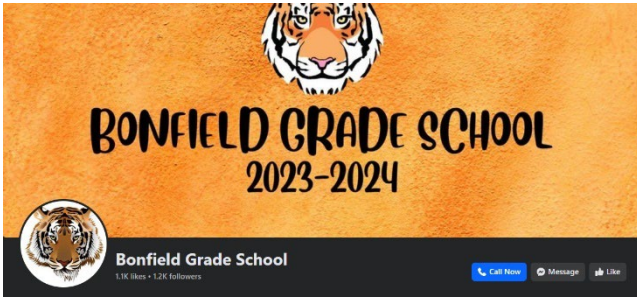 BONFIELD GRADE SCHOOL
2023-2024
Bonfield Grade School
1.1K likes • 1.2K followers
Call Now Message Like